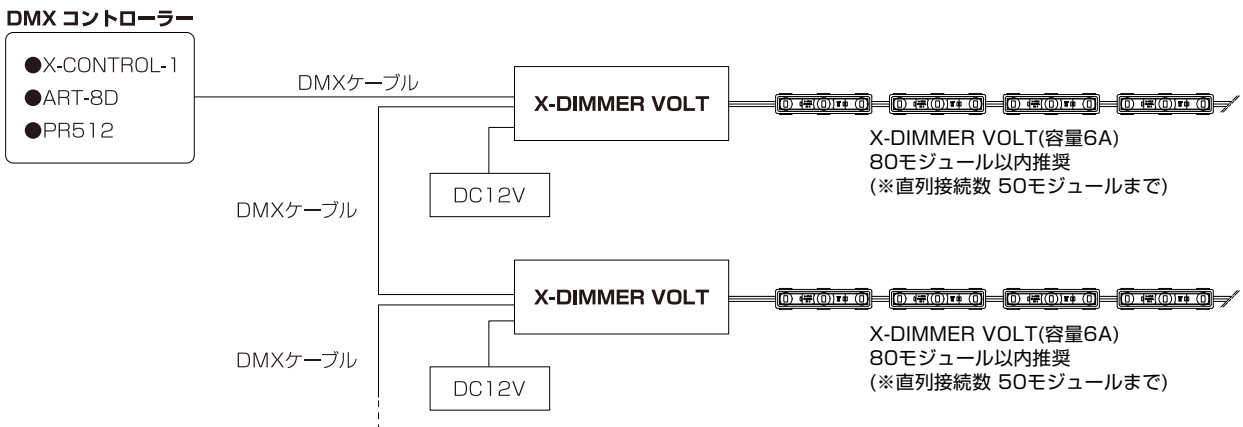 DMX コントローラー
●X-CONTROL-1
●ART-8D
●PR512
DMXケーブル
X-DIMMER VOLT
DC12V
X-DIMMER VOLT(容量6A)
80モジュール以内推奨
(※直列接続数 50モジュールまで)
DMXケーブル
X-DIMMER VOLT
DC12V
X-DIMMER VOLT(容量6A)
80モジュール以内推奨
(※直列接続数 50モジュールまで)
DMXケーブル